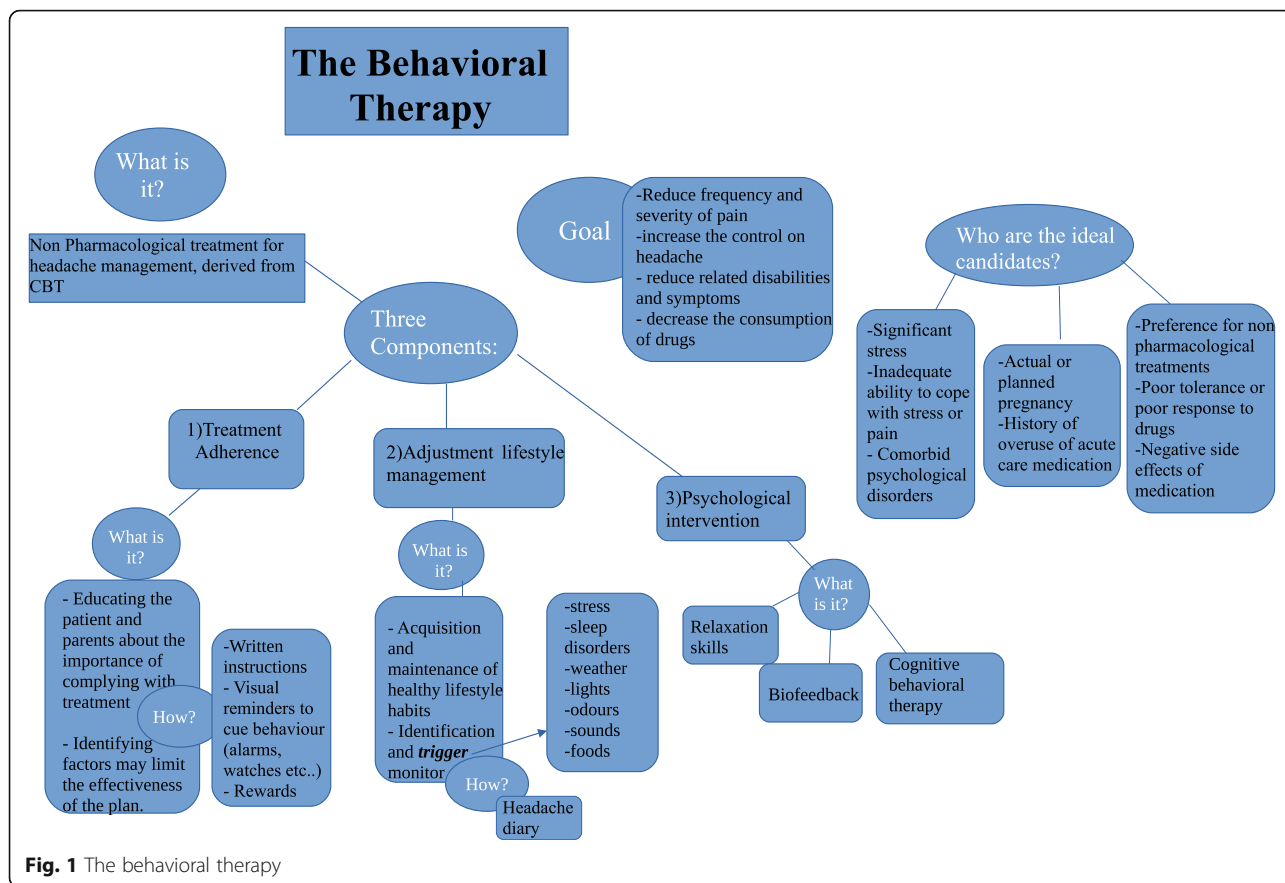 The Behavioral
Therapy
What is
it?
Non Pharmacological treatment for
headache management, derived from
CBT
Goal
-Reduce frequency and
severity of pain
-increase the control on
headache
- reduce related disabilities
and symptoms
- decrease the consumption
of drugs
Who are the ideal
candidates?
-Significant
stress
-Inadequate
ability to cope
with stress or
pain
- Comorbid
psychological
disorders
-Actual or
planned
pregnancy
-History of
overuse of acute
care medication
-Preference for non
pharmacological
treatments
-Poor tolerance or
poor response to
drugs
-Negative side
effects of
medication
Three
Components:
1)Treatment
Adherence
What is
it?
- Educating the
patient and
parents about the
importance of
complying with
treatment
- Identifying
factors may limit
the effectiveness
of the plan.
How?
-Written
instructions
- Visual
reminders to
cue behaviour
(alarms,
watches etc..)
- Rewards
2)Adjustment lifestyle
management
What is
it?
- Acquisition
and
maintenance of
healthy lifestyle
habits
- Identification
and trigger
monitor
How?
Headache
diary
-stress
-sleep
disorders
-weather
-lights
-odours
-sounds
-foods
3)Psychological
intervention
What
is it?
Relaxation
skills
Biofeedback
Cognitive
behavioral
therapy
Fig. 1 The behavioral therapy